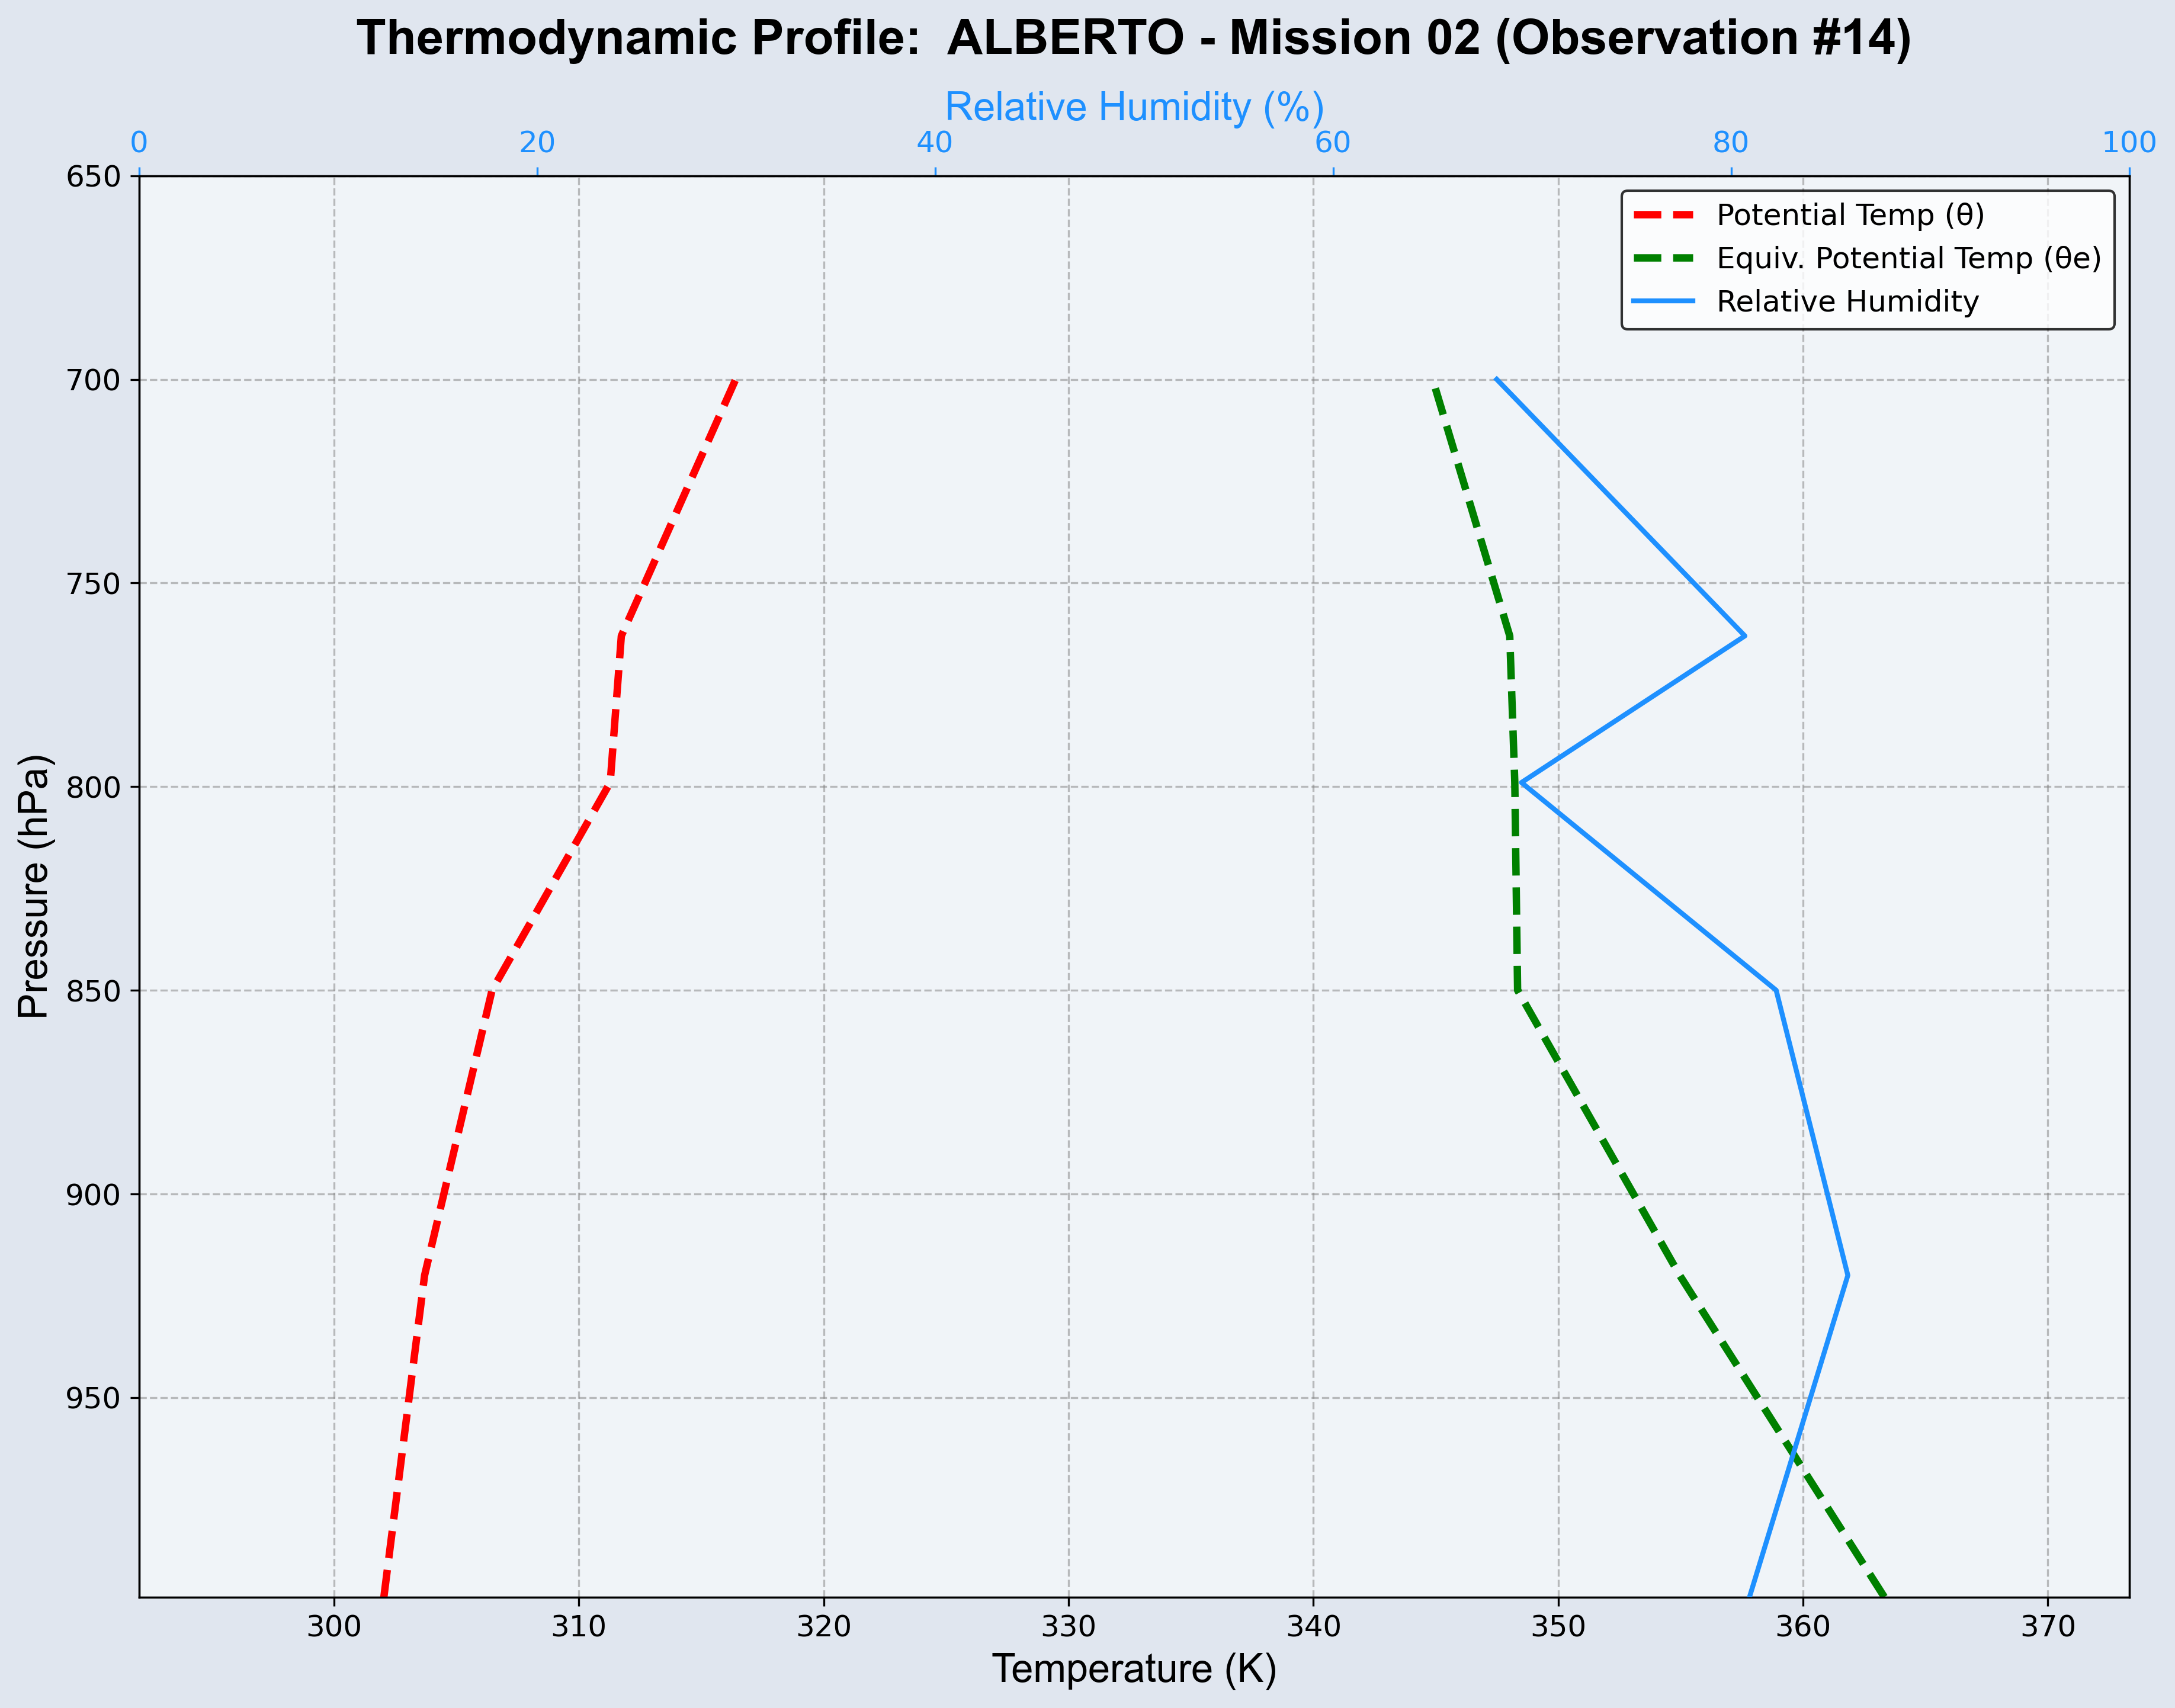 Thermodynamic Profile:  ALBERTO - Mission 02 (Observation #14)
Relative Humidity (%)
0 20 40 60 80 100
Potential Temp (θ)
Equiv. Potential Temp (θe)
Relative Humidity
650
700
750
800
850
900
950
Pressure (hPa)
300 310 320 330 340 350 360 370
Temperature (K)